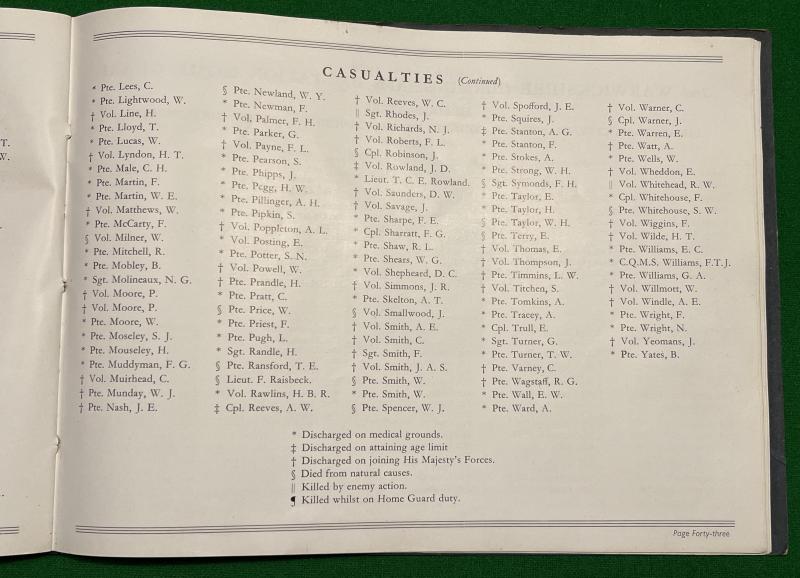 T.
W.
CASUALTIES (Continued)
* Pte. Lees, C.
* Pte. Lightwood, W.
† Vol. Line, H.
* Pte. Lloyd, T.
* Pte. Lucas, W.
† Vol. Lyndon, H. T.
* Pte. Male, C. H.
* Pte. Martin, F.
* Pte. Martin, W. E.
† Vol. Matthews, W.
* Pte. McCarty, F.
§ Vol. Milner, W.
* Pte. Mitchell, R.
* Pte. Mobley, B.
* Sgt. Molineaux, N. G.
† Vol. Moore, P.
† Vol. Moore, P.
* Pte. Moore, W.
* Pte. Moseley, S. J.
* Pte. Mouseley, H.
* Pte. Muddyman, F. G.
† Vol. Muirhead, C.
† Pte. Munday, W. J.
† Pte. Nash, J. E.
§ Pte. Newland, W. Y.
* Pte. Newman, F.
† Vol. Palmer, F. H.
* Pte. Parker, G.
† Vol. Payne, F. L.
* Pte. Pearson, S.
* Pte. Phipps, J.
* Pte. Pegg, H. W.
* Pte. Pillinger, A. H.
* Pte. Pipkin, S.
† Vol. Poppleton, A. L.
* Vol. Posting, E.
* Pte. Potter, S. N.
† Vol. Powell, W.
† Pte. Prandle, H.
* Pte. Pratt, C.
§ Pte. Price, W.
* Pte. Priest, F.
* Pte. Pugh, L.
* Sgt. Randle, H.
§ Pte. Ransford, T. E.
§ Lieut. F. Raisbeck.
* Vol. Rawlins, H. B. R.
‡ Cpl. Reeves, A. W.
† Vol. Reeves, W. C.
‖ Sgt. Rhodes, J.
† Vol. Richards, N. J.
† Vol. Roberts, F. L.
§ Cpl. Robinson, J.
‡ Vol. Rowland, J. D.
* Lieut. T. C. E. Rowland.
† Vol. Saunders, D. W.
† Vol. Savage, J.
* Pte. Sharpe, F. E.
* Cpl. Sharratt, F. G.
* Pte. Shaw, R. L.
* Pte. Shears, W. G.
* Vol. Shepheard, D. C.
† Vol. Simmons, J. R.
* Pte. Skelton, A. T.
§ Vol. Smallwood, J.
† Vol. Smith, A. E.
† Vol. Smith, C.
† Sgt. Smith, F.
† Vol. Smith, J. A. S.
§ Pte. Smith, W.
* Pte. Smith, W.
§ Pte. Spencer, W. J.
† Vol. Spofford, J. E.
* Pte. Squires, J.
‡ Pte. Stanton, A. G.
* Pte. Stanton, F.
* Pte. Stokes, A.
* Pte. Strong, W. H.
§ Sgt. Symonds, F. H.
* Pte. Taylor, E.
* Pte. Taylor, H.
§ Pte. Taylor, W. H.
§ Pte. Terry, E.
† Vol. Thomas, E.
† Vol. Thompson, J.
† Pte. Timmins, L. W.
† Vol. Titchen, S.
* Pte. Tomkins, A.
* Pte. Tracey, A.
* Cpl. Trull, E.
* Sgt. Turner, G.
* Pte. Turner, T. W.
† Pte. Varney, C.
† Pte. Wagstaff, R. G.
* Pte. Wall, E. W.
* Pte. Ward, A.
† Vol. Warner, C.
§ Cpl. Warner, J.
* Pte. Warren, E.
† Pte. Watt, A.
* Pte. Wells, W.
† Vol. Wheddon, E.
‖ Vol. Whitehead, R. W.
* Cpl. Whitehouse, F.
§ Pte. Whitehouse, S. W.
† Vol. Wiggins, F.
† Vol. Wilde, H. T.
* Pte. Williams, E. C.
* C.Q.M.S. Williams, F.T.J.
* Pte. Williams, G. A.
† Vol. Willmott, W.
† Vol. Windle, A. E.
* Pte. Wright, F.
* Pte. Wright, N.
† Vol. Yeomans, J.
* Pte. Yates, B.
* Discharged on medical grounds.
‡ Discharged on attaining age limit
† Discharged on joining His Majesty's Forces.
§ Died from natural causes.
‖ Killed by enemy action.
¶ Killed whilst on Home Guard duty.
Page Forty-three